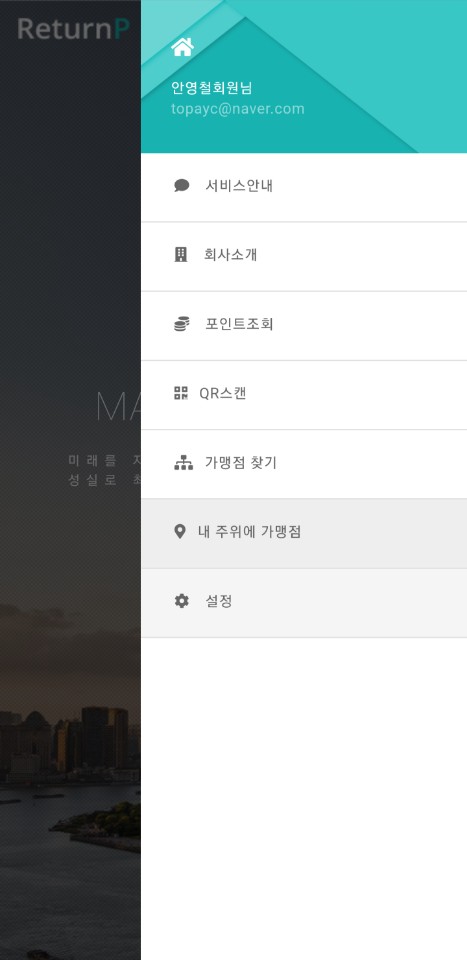 ReturnP
안영철회원님
topayc@naver.com
서비스안내
회사소개
포인트조회
QR스캔
가맹점 찾기
내 주위에 가맹점
설정
MA
미래를
성실로